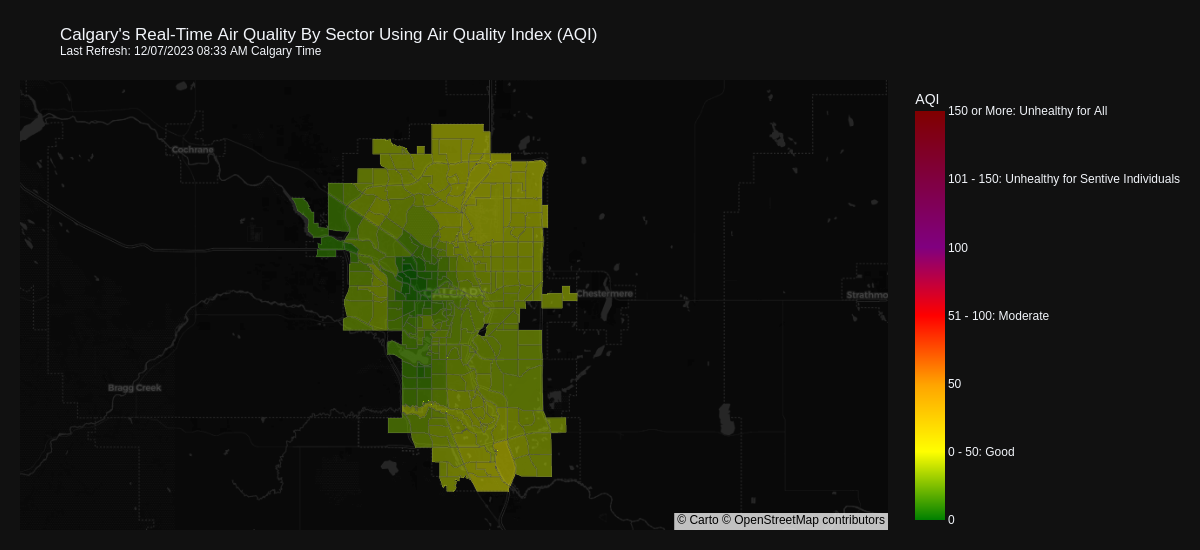 Calgary's Real-Time Air Quality By Sector Using Air Quality Index (AQI)
Last Refresh: 12/07/2023 08:33 AM Calgary Time
AQI
150 or More: Unhealthy for All
Cochrane
101 - 150: Unhealthy for Sentive Individuals
100
CALGARY
Chestermere
Strathmo
51 - 100: Moderate
Bragg Creek
50
0 - 50: Good
0
© Carto © OpenStreetMap contributors